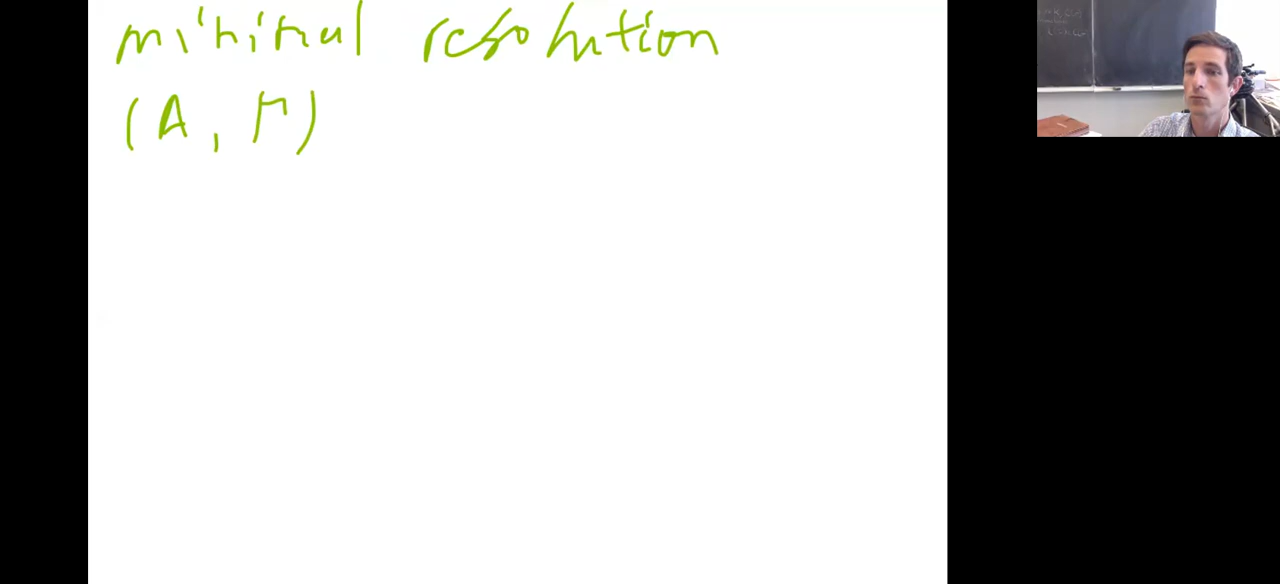 minimal resolution
(A, Γ)